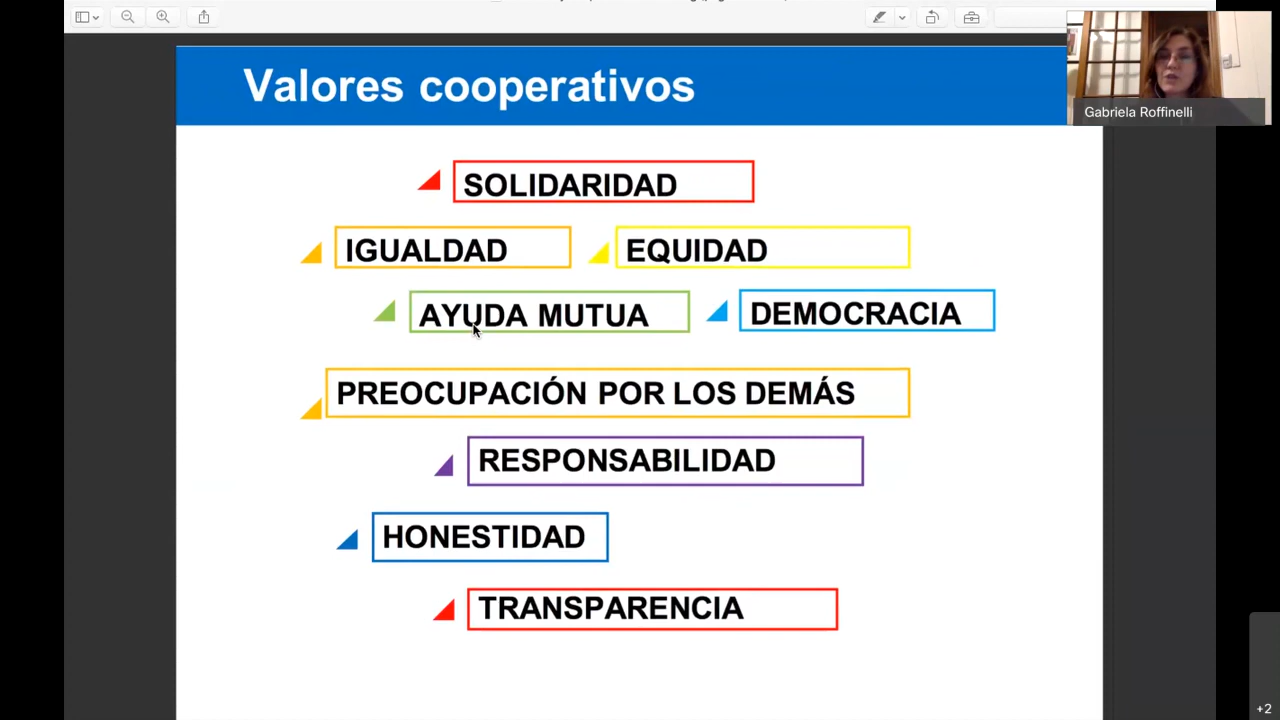 Valores cooperativos
Gabriela Roffinelli
SOLIDARIDAD
IGUALDAD
EQUIDAD
AYUDA MUTUA
DEMOCRACIA
PREOCUPACIÓN POR LOS DEMÁS
RESPONSABILIDAD
HONESTIDAD
TRANSPARENCIA
+2